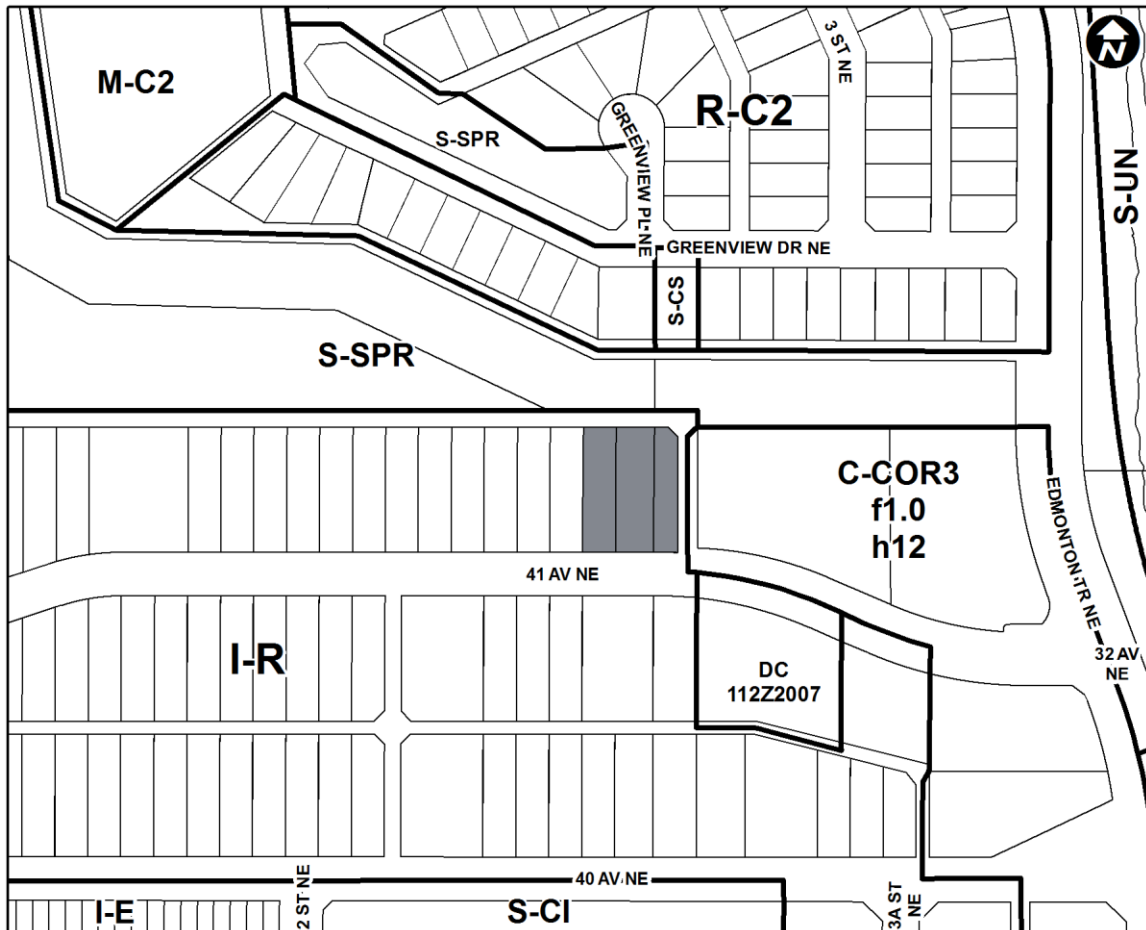 M-C2
3 ST NE
N
R-C2
S-SPR
GREENVIEW PL NE
S-UN
GREENVIEW DR NE
S-CS
S-SPR
C-COR3
f1.0
h12
EDMONTON TR NE
41 AV NE
I-R
DC
112Z2007
32 AV
NE
40 AV NE
2 ST NE
3A ST
NE
I-E
S-CI